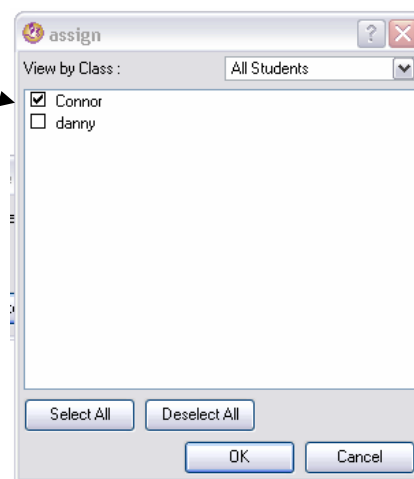 assign
View by Class : All Students
Connor
danny
Select All Deselect All
OK Cancel